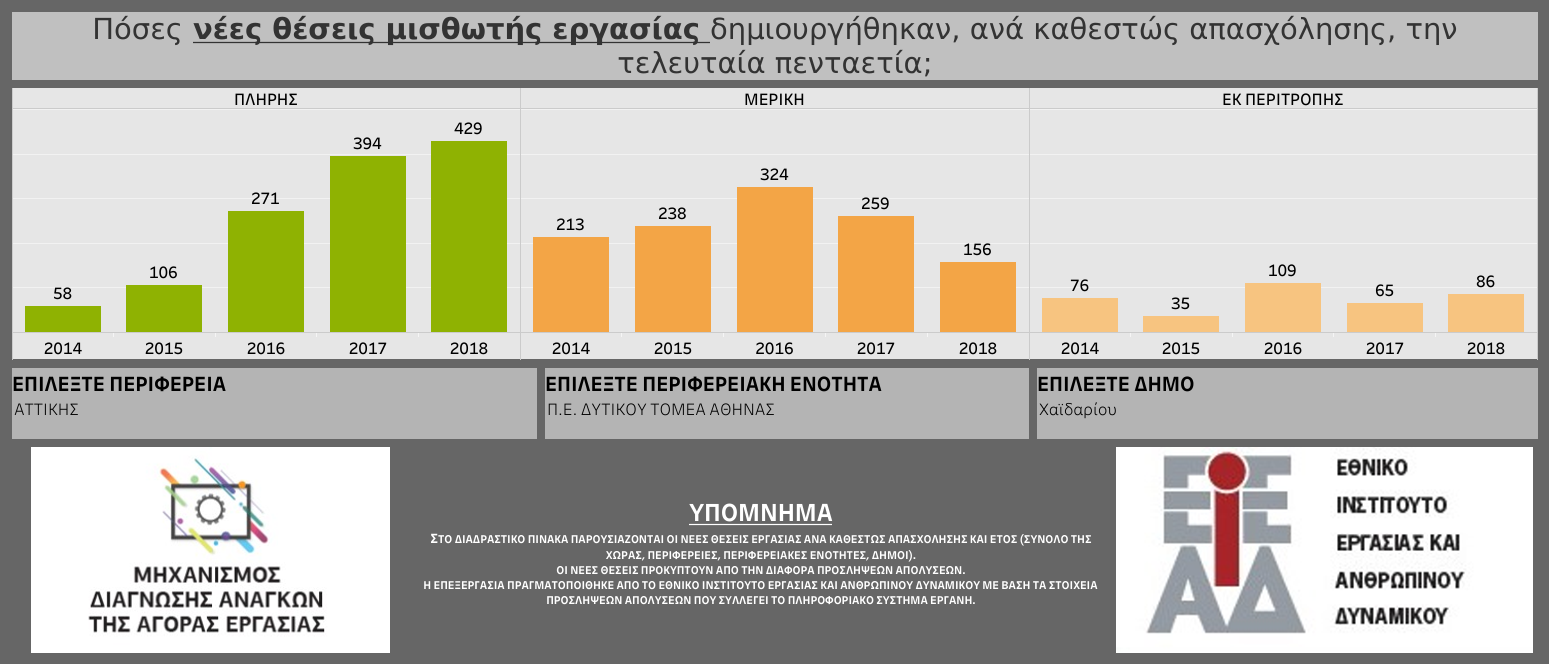 Πόσες νέες θέσεις μισθωτής εργασίας δημιουργήθηκαν, ανά καθεστώς απασχόλησης, την
τελευταία πενταετία;
ΠΛΗΡΗΣ
58
106
271
394
429
2014
2015
2016
2017
2018
ΜΕΡΙΚΗ
213
238
324
259
156
2014
2015
2016
2017
2018
ΕΚ ΠΕΡΙΤΡΟΠΗΣ
76
35
109
65
86
2014
2015
2016
2017
2018
ΕΠΙΛΕΞΤΕ ΠΕΡΙΦΕΡΕΙΑ
ΑΤΤΙΚΗΣ
ΕΠΙΛΕΞΤΕ ΠΕΡΙΦΕΡΕΙΑΚΗ ΕΝΟΤΗΤΑ
Π.Ε. ΔΥΤΙΚΟΥ ΤΟΜΕΑ ΑΘΗΝΑΣ
ΕΠΙΛΕΞΤΕ ΔΗΜΟ
Χαϊδαρίου
ΜΗΧΑΝΙΣΜΟΣ
ΔΙΑΓΝΩΣΗΣ ΑΝΑΓΚΩΝ
ΤΗΣ ΑΓΟΡΑΣ ΕΡΓΑΣΙΑΣ
ΥΠΟΜΝΗΜΑ
ΣΤΟ ΔΙΑΔΡΑΣΤΙΚΟ ΠΙΝΑΚΑ ΠΑΡΟΥΣΙΑΖΟΝΤΑΙ ΟΙ ΝΕΕΣ ΘΕΣΕΙΣ ΕΡΓΑΣΙΑΣ ΑΝΑ ΚΑΘΕΣΤΩΣ ΑΠΑΣΧΟΛΗΣΗΣ ΚΑΙ ΕΤΟΣ (ΣΥΝΟΛΟ ΤΗΣ
ΧΩΡΑΣ, ΠΕΡΙΦΕΡΕΙΕΣ, ΠΕΡΙΦΕΡΕΙΑΚΕΣ ΕΝΟΤΗΤΕΣ, ΔΗΜΟΙ).
ΟΙ ΝΕΕΣ ΘΕΣΕΙΣ ΠΡΟΚΥΠΤΟΥΝ ΑΠΟ ΤΗΝ ΔΙΑΦΟΡΑ ΠΡΟΣΛΗΨΕΩΝ ΑΠΟΛΥΣΕΩΝ.
Η ΕΠΕΞΕΡΓΑΣΙΑ ΠΡΑΓΜΑΤΟΠΟΙΗΘΗΚΕ ΑΠΟ ΤΟ ΕΘΝΙΚΟ ΙΝΣΤΙΤΟΥΤΟ ΕΡΓΑΣΙΑΣ ΚΑΙ ΑΝΘΡΩΠΙΝΟΥ ΔΥΝΑΜΙΚΟΥ ΜΕ ΒΑΣΗ ΤΑ ΣΤΟΙΧΕΙΑ
ΠΡΟΣΛΗΨΕΩΝ ΑΠΟΛΥΣΕΩΝ ΠΟΥ ΣΥΛΛΕΓΕΙ ΤΟ ΠΛΗΡΟΦΟΡΙΑΚΟ ΣΥΣΤΗΜΑ ΕΡΓΑΝΗ.
ΕΙΕ
ΑΔ
ΕΘΝΙΚΟ
ΙΝΣΤΙΤΟΥΤΟ
ΕΡΓΑΣΙΑΣ ΚΑΙ
ΑΝΘΡΩΠΙΝΟΥ
ΔΥΝΑΜΙΚΟΥ